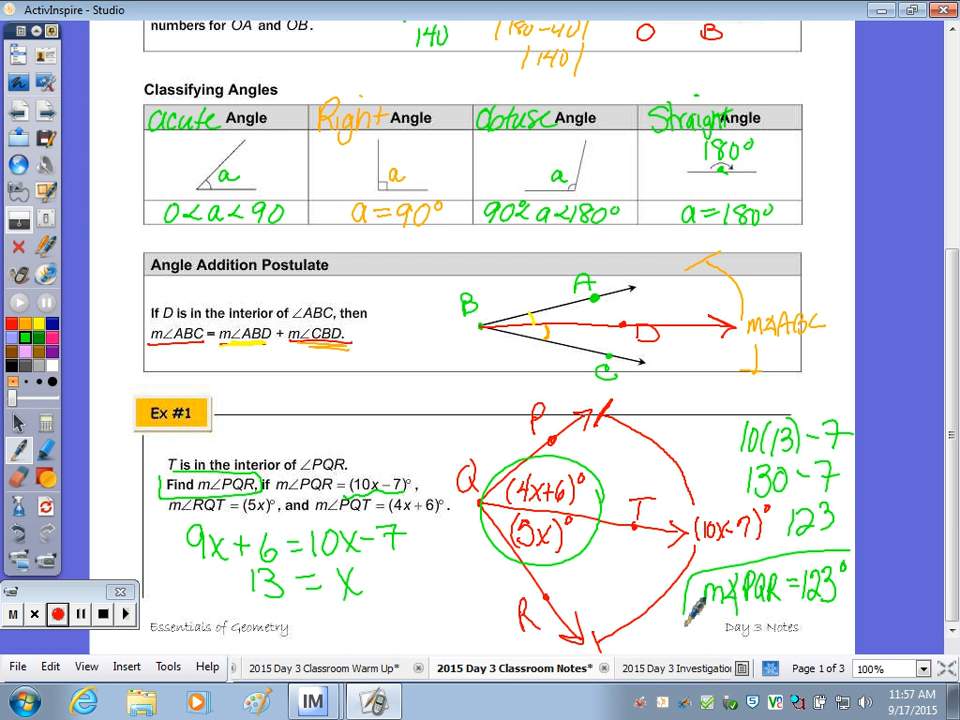 ActivInspire - Studio
numbers for OA and OB.
140
|180-40|
|140|
O B
Classifying Angles
acute Angle Right Angle obtuse Angle Straight Angle
a a a 180° a
0<a<90 a=90° 90°<a<180° a=180°
Angle Addition Postulate
If D is in the interior of ∠ABC, then
m∠ABC = m∠ABD + m∠CBD.
B A D C m∠ABC
Ex #1
T is in the interior of ∠PQR.
Find m∠PQR, if m∠PQR = (10x – 7)°,
m∠RQT = (5x)°, and m∠PQT = (4x + 6)°.
9x+6=10x-7
13 = x
P Q T R
(4x+6)°
(5x)°
(10x-7)°
10(13)-7
130-7
123
m∠PQR=123°
Essentials of Geometry Day 3 Notes
M
File Edit View Insert Tools Help
2015 Day 3 Classroom Warm Up* 2015 Day 3 Classroom Notes* 2015 Day 3 Investigation
Page 1 of 3 100%
IM
11:57 AM
9/17/2015